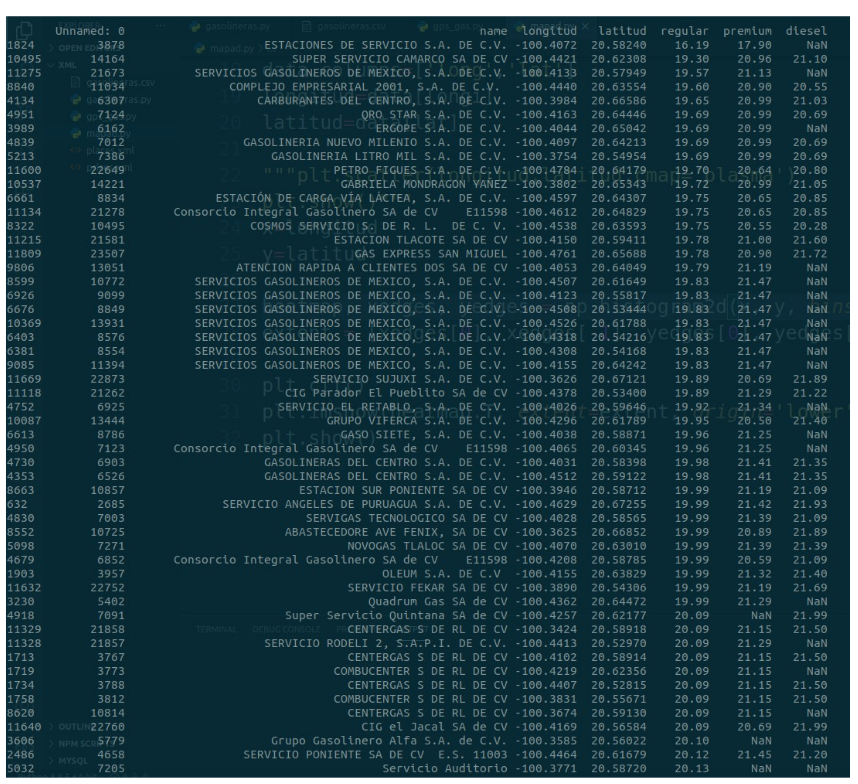 Unnamed: 0 name longitud latitud regular premium diesel
1824 3878 ESTACIONES DE SERVICIO S.A. DE C.V. -100.4072 20.58240 16.19 17.90 NaN
10495 14164 SUPER SERVICIO CAMARCO SA DE CV 20.62308 19.30 20.96 21.10
11275 21673 SERVICIOS GASOLINEROS DE MEXICO, S.A. DE C.V. 20.57949 19.57 21.13 NaN
8840 11034 COMPLEJO EMPRESARIAL 2001, S.A. DE C.V. -100.4440 20.63554 19.60 20.90 20.55
4134 6307 CARBURANTES DEL CENTRO, S.A. DE C.V. -100.3984 20.66586 19.65 20.99 21.03
4951 7124 QRO STAR S.A. DE C.V. -100.4163 20.64446 19.69 20.99 20.69
3989 6162 ERGOPE S.A. DE C.V. -100.4044 20.65042 19.69 20.99 NaN
4839 7012 GASOLINERIA NUEVO MILENIO S.A. DE C.V. -100.4097 20.64213 19.69 20.99 20.69
5213 7386 GASOLINERIA LITRO MIL S.A. DE C.V. -100.3754 20.54954 19.69 20.99 20.69
11600 22649 PETRO FIGUES S.A. DE C.V. -100.4784 20.64179 19.70 20.64 20.80
10537 14221 GABRIELA MONDRAGON YAÑEZ -100.3802 20.65343 19.72 20.99 21.05
6661 8834 ESTACIÓN DE CARGA VÍA LÁCTEA, S.A. DE C.V. -100.4597 20.64307 19.75 20.65 20.85
11134 21278 Consorcio Integral Gasolinero SA de CV E11598 -100.4612 20.64829 19.75 20.65 20.85
8322 10495 COSMOS SERVICIO S. DE R. L. DE C. V. -100.4538 20.63593 19.75 20.55 20.28
11215 21581 ESTACION TLACOTE SA DE CV -100.4150 20.59411 19.78 21.00 21.60
11809 23507 GAS EXPRESS SAN MIGUEL -100.4761 20.65688 19.78 20.90 21.72
9806 13051 ATENCION RAPIDA A CLIENTES DOS SA DE CV -100.4053 20.64049 19.79 21.19 NaN
8599 10772 SERVICIOS GASOLINEROS DE MEXICO, S.A. DE C.V. -100.4507 20.61649 19.83 21.47 NaN
6926 9099 SERVICIOS GASOLINEROS DE MEXICO, S.A. DE C.V. -100.4123 20.55817 19.83 21.47 NaN
6676 8849 SERVICIOS GASOLINEROS DE MEXICO, S.A. DE C.V. -100.4508 20.53444 19.83 21.47 NaN
10369 13931 SERVICIOS GASOLINEROS DE MEXICO, S.A. DE C.V. -100.4522 20.61788 19.83 21.47 NaN
6403 8576 SERVICIOS GASOLINEROS DE MEXICO, S.A. DE C.V. -100.4318 20.54216 19.83 21.47 NaN
6381 8554 SERVICIOS GASOLINEROS DE MEXICO, S.A. DE C.V. -100.4308 20.54168 19.83 21.47 NaN
9085 11394 SERVICIOS GASOLINEROS DE MEXICO, S.A. DE C.V. -100.4155 20.64242 19.83 21.47 NaN
11669 22873 SERVICIO SUJUXI S.A. DE C.V. -100.3626 20.67121 19.89 20.69 21.89
11118 21262 CIG Parador El Pueblito SA de CV -100.4378 20.53400 19.89 21.29 21.22
4752 6925 SERVICIO EL RETABLO, S.A. DE C.V. -100.4026 20.59646 19.89 21.34 NaN
10087 13444 GRUPO VIFERCA S.A. DE C.V. -100.4296 20.61789 19.95 20.50 21.40
6613 8786 GASO SIETE, S.A. DE C.V. -100.4038 20.58871 19.96 21.25 NaN
4950 7123 Consorcio Integral Gasolinero SA de CV E11598 -100.4065 20.60345 19.96 21.25 NaN
4730 6903 GASOLINERAS DEL CENTRO S.A. DE C.V. -100.4031 20.58398 19.98 21.41 21.35
4353 6526 GASOLINERAS DEL CENTRO S.A. DE C.V. -100.4512 20.59122 19.98 21.41 21.35
8663 10857 ESTACION SUR PONIENTE SA DE CV -100.3946 20.58712 19.99 21.19 21.09
632 2685 SERVICIO ANGELES DE PURUAGUA S.A. DE C.V. -100.4629 20.67255 19.99 21.42 21.93
4830 7003 SERVIGAS TECNOLOGICO SA DE CV -100.4028 20.58565 19.99 21.39 21.09
8552 10725 ABASTECEDORE AVE FENIX, SA DE CV -100.3625 20.66852 19.99 20.89 21.89
5098 7271 NOVOGAS TLALOC SA DE CV -100.4070 20.63010 19.99 21.39 21.39
4679 6852 Consorcio Integral Gasolinero SA de CV E11598 -100.4208 20.58785 19.99 20.59 21.09
1903 3957 OLEUM S.A. DE C.V -100.4155 20.63829 19.99 21.32 21.40
11632 22752 SERVICIO FEKAR SA DE CV -100.3890 20.54306 19.99 21.19 21.69
3230 5402 Quadrum Gas SA de CV -100.4362 20.64472 19.99 21.29 NaN
4918 7091 Super Servicio Quintana SA de CV -100.4257 20.62177 20.09 NaN 21.99
11329 21858 CENTERGAS S DE RL DE CV -100.3424 20.58918 20.09 21.15 21.50
11328 21857 SERVICIO RODELI 2, S.A.P.I. DE C.V. -100.4413 20.52970 20.09 21.29 NaN
1713 3767 CENTERGAS S DE RL DE CV -100.4102 20.58914 20.09 21.15 21.50
1719 3773 COMBUCENTER S DE RL DE CV -100.4219 20.62356 20.09 21.15 NaN
1734 3788 CENTERGAS S DE RL DE CV -100.4407 20.52815 20.09 21.15 21.50
1758 3812 COMBUCENTER S DE RL DE CV -100.3831 20.55671 20.09 21.15 21.50
8620 10814 CENTERGAS S DE RL DE CV -100.3674 20.59130 20.09 21.15 NaN
11640 22760 CIG el Jacal SA de CV -100.4169 20.56584 20.09 20.69 21.99
3606 5779 Grupo Gasolinero Alfa S.A. de C.V. -100.3585 20.56022 20.10 NaN NaN
2486 4658 SERVICIO PONIENTE SA DE CV E.S. 11003 -100.4464 20.61679 20.12 21.45 21.20
5032 7205 Servicio Auditorio -100.3771 20.58720 20.13 NaN NaN